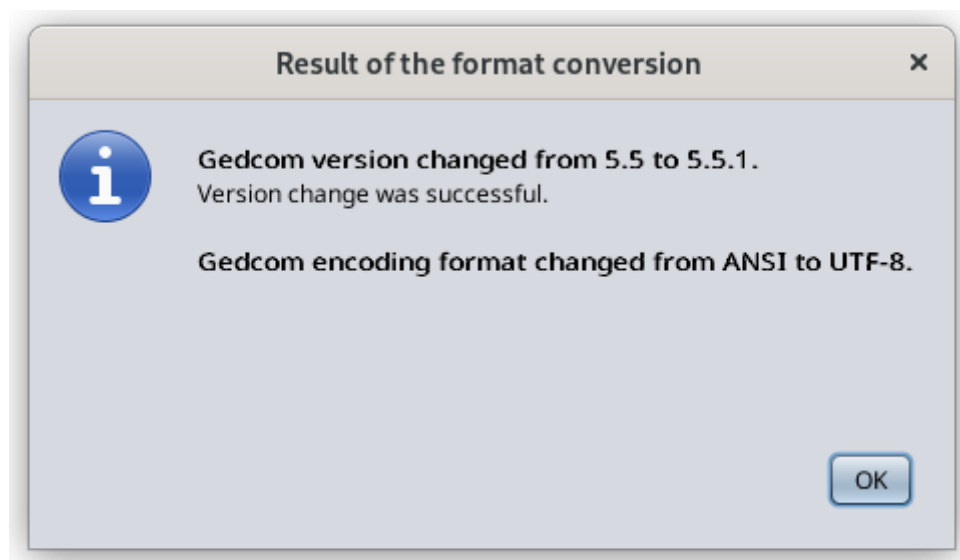 Result of the format conversion
Gedcom version changed from 5.5 to 5.5.1.
Version change was successful.
Gedcom encoding format changed from ANSI to UTF-8.
OK